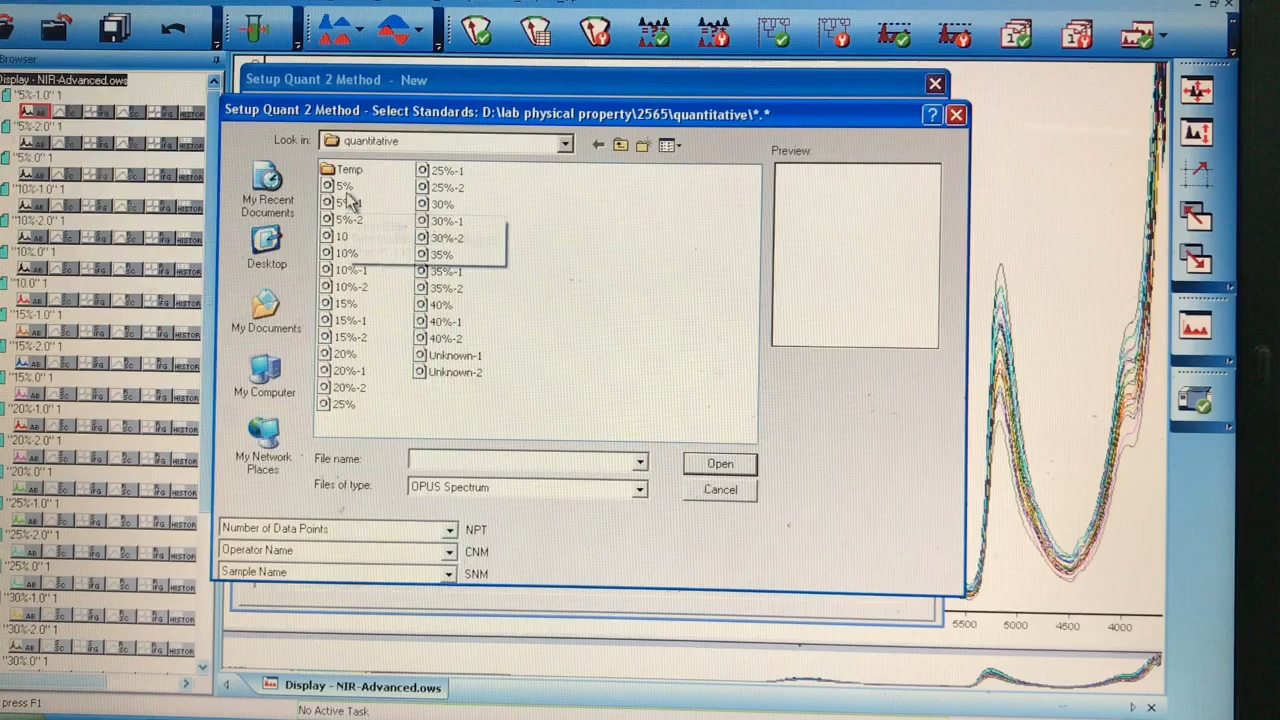 Browser
Display - NIR-Advanced.ows
"5%-1.0" 1
"5%-2.0" 1
"5%.0" 1
"10%-1.0" 1
"10%-2.0" 1
"10%.0" 1
"10.0" 1
"15%-1.0" 1
"15%-2.0" 1
"15%.0" 1
"20%-1.0" 1
"20%-2.0" 1
"20%.0" 1
"25%-1.0" 1
"25%-2.0" 1
"25%.0" 1
"30%-1.0" 1
"30%-2.0" 1
"30%.0" 1
press F1
Setup Quant 2 Method - New
Setup Quant 2 Method - Select Standards: D:\lab physical property\2565\quantitative\*.*
Look in:
quantitative
Preview:
My Recent
Documents
Desktop
My Documents
My Computer
My Network
Places
Temp
5%
5%-1
5%-2
10
10%
10%-1
10%-2
15%
15%-1
15%-2
20%
20%-1
20%-2
25%
25%-1
25%-2
30%
30%-1
30%-2
35%
35%-1
35%-2
40%
40%-1
40%-2
Unknown-1
Unknown-2
File name:
Open
Files of type:
OPUS Spectrum
Cancel
Number of Data Points
NPT
Operator Name
CNM
Sample Name
SNM
5500 5000 4500 4000
Display - NIR-Advanced.ows
No Active Task